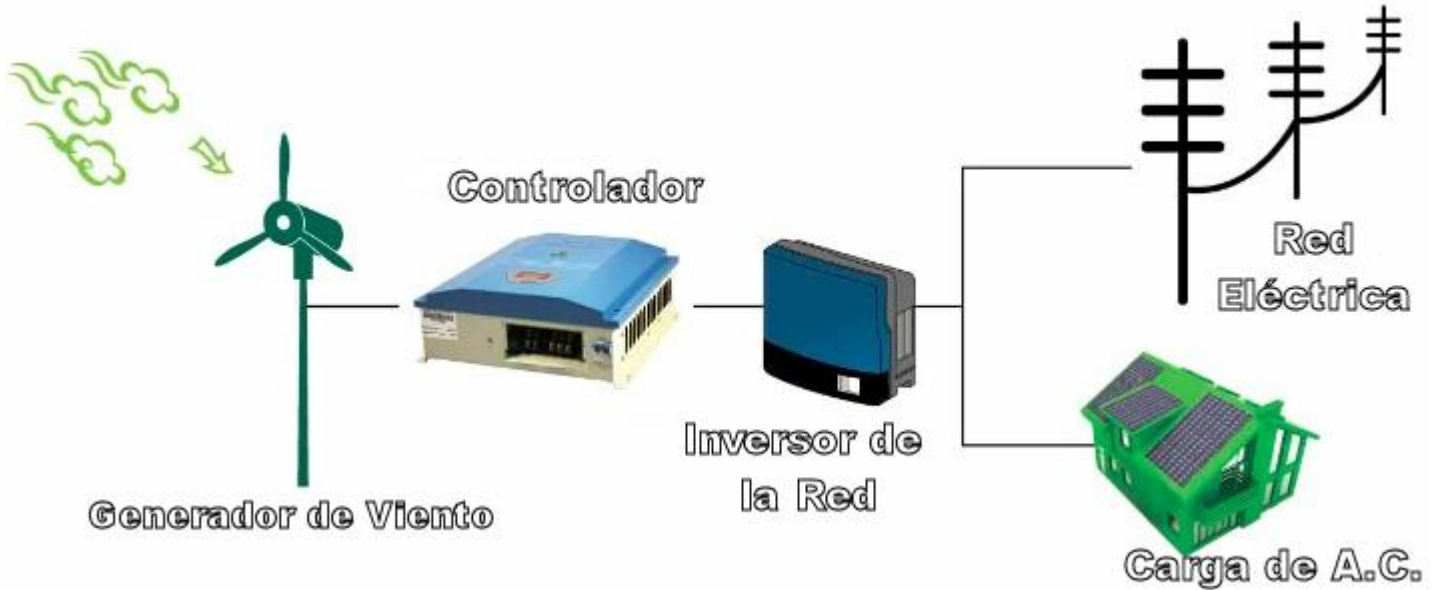 Controlador
Red
Eléctrica
Inversor de
la Red
Generador de Viento
Carga de A.C.